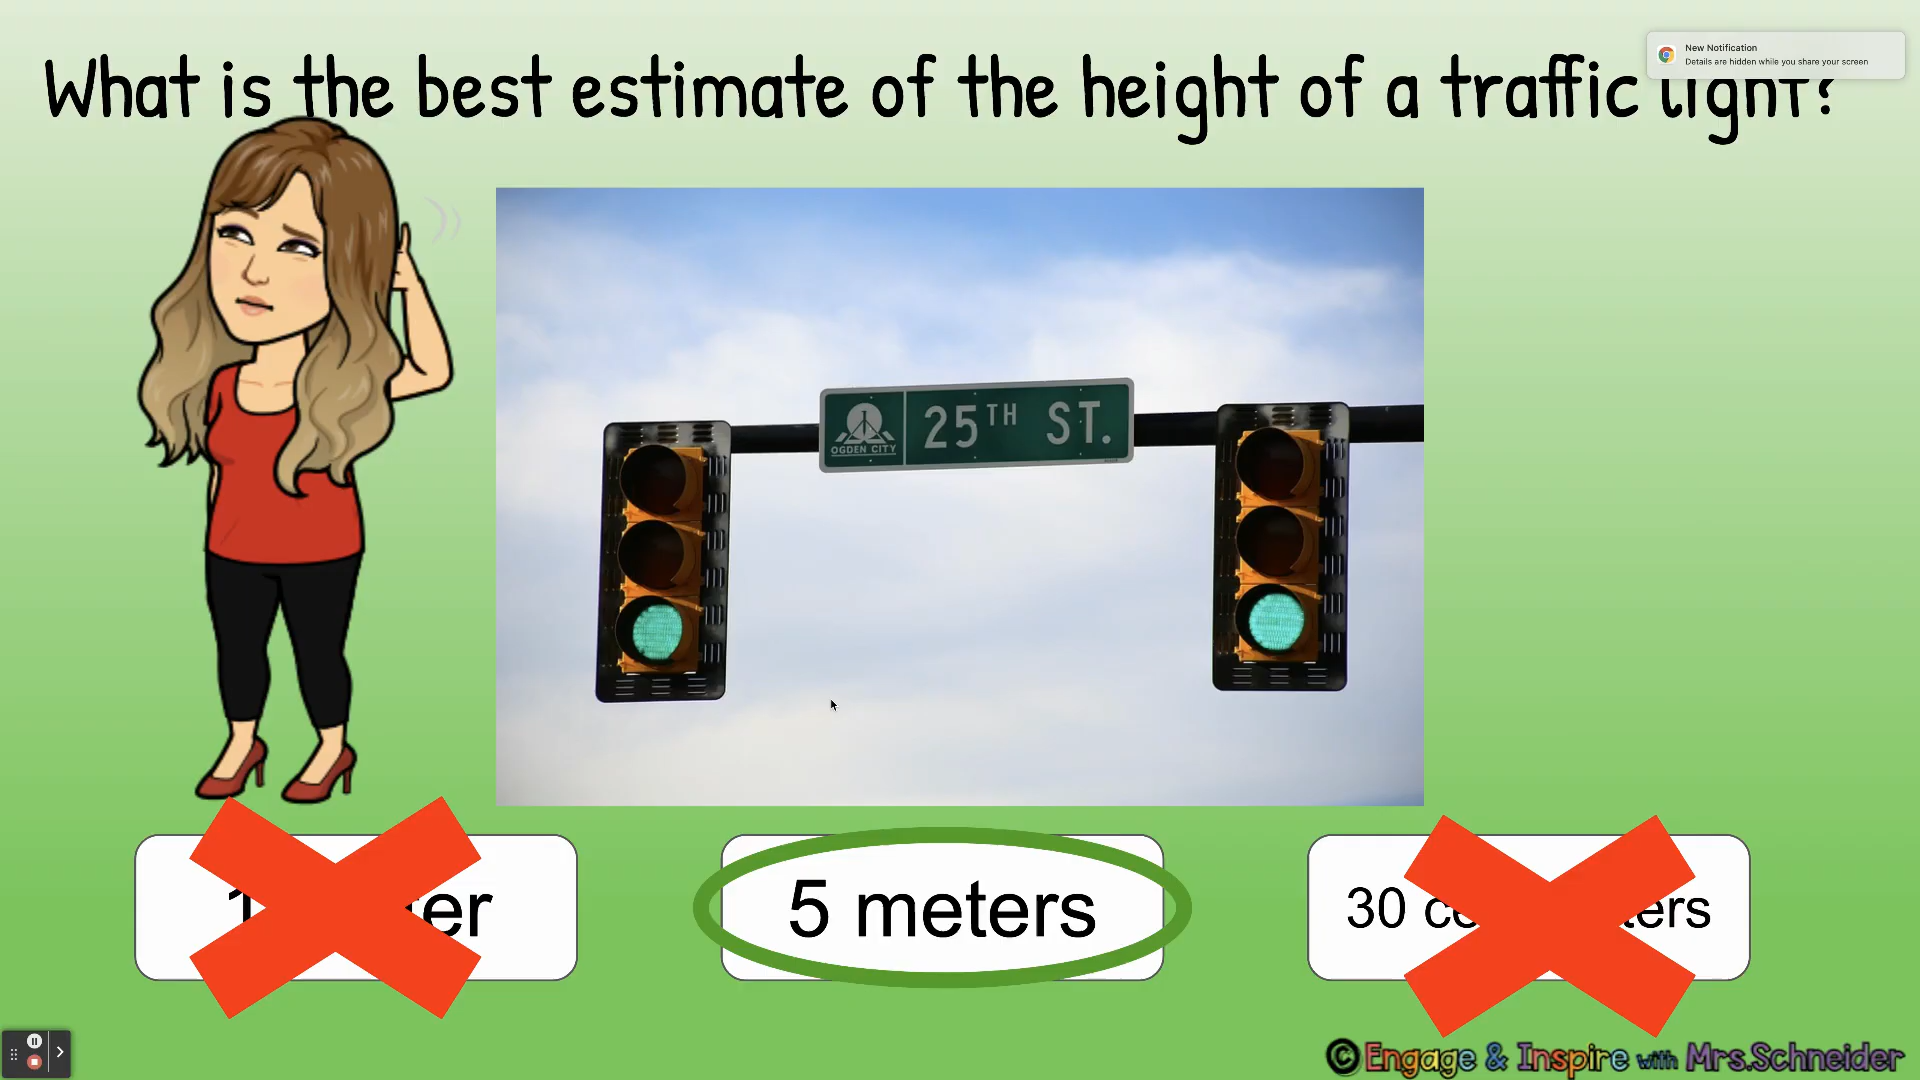 What is the best estimate of the height of a traffic light?
New Notification
Details are hidden while you share your screen
25TH ST.
OGDEN CITY
5 meters
30
© Engage & Inspire with Mrs.Schneider